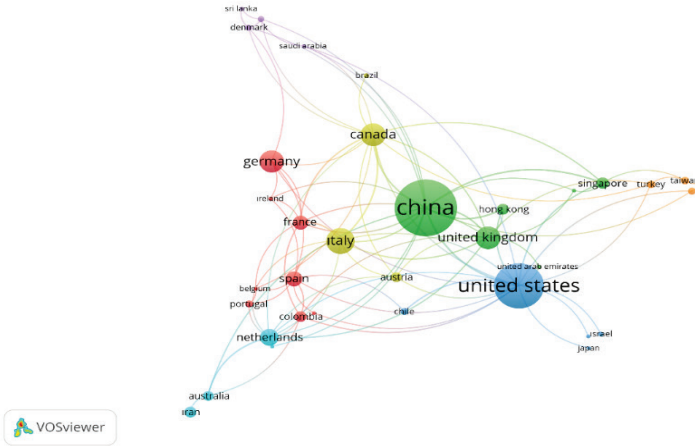 sri lanka
denmark
saudi arabia
brazil
canada
germany
singapore
turkey
taiwa
ireland
china
hong kong
france
italy
united kingdom
united arab emirates
spain
austria
united states
belgium
portugal
colombia
chile
netherlands
israel
japan
australia
iran
VOSviewer